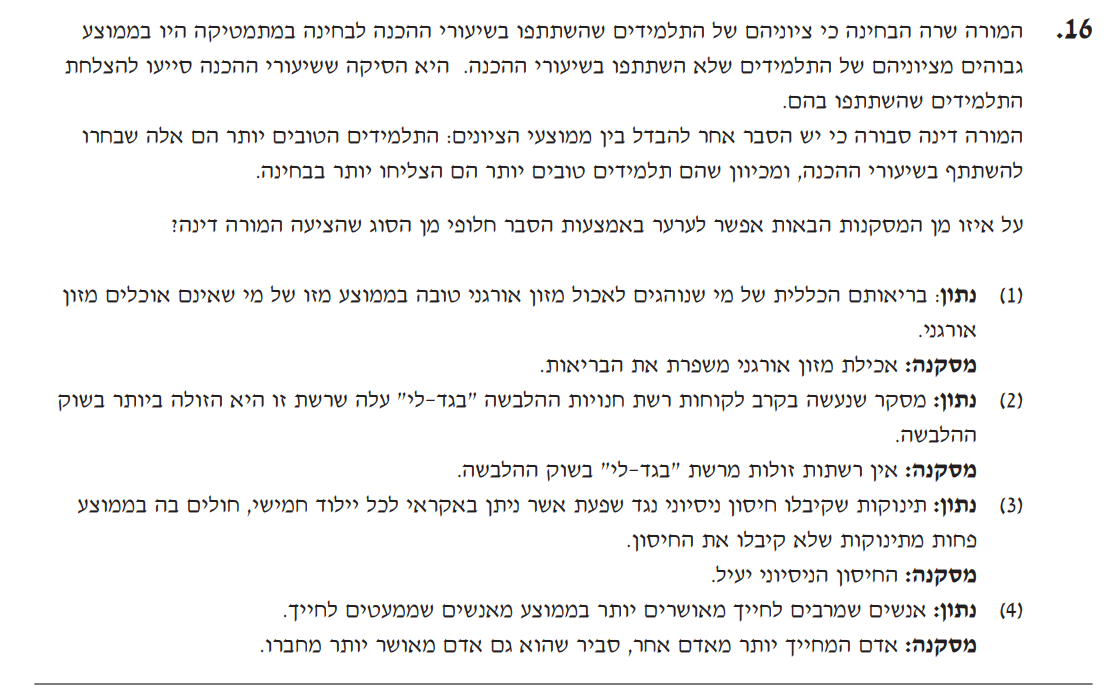 16. המורה שרה הבחינה כי ציוניהם של התלמידים שהשתתפו בשיעורי ההכנה לבחינה במתמטיקה היו בממוצע
גבוהים מציוניהם של התלמידים שלא השתתפו בשיעורי ההכנה. היא הסיקה ששיעורי ההכנה סייעו להצלחת
התלמידים שהשתתפו בהם.
המורה דינה סבורה כי יש הסבר אחר להבדל בין ממוצעי הציונים: התלמידים הטובים יותר הם אלה שבחרו
להשתתף בשיעורי ההכנה, ומכיוון שהם תלמידים טובים יותר הם הצליחו יותר בבחינה.
על איזו מן המסקנות הבאות אפשר לערער באמצעות הסבר חלופי מן הסוג שהציעה המורה דינה?
(1) נתון: בריאותם הכללית של מי שנוהגים לאכול מזון אורגני טובה בממוצע מזו של מי שאינם אוכלים מזון
אורגני.
מסקנה: אכילת מזון אורגני משפרת את הבריאות.
(2) נתון: מסקר שנעשה בקרב לקוחות רשת חנויות ההלבשה "בגד-לי" עלה שרשת זו היא הזולה ביותר בשוק
ההלבשה.
מסקנה: אין רשתות זולות מרשת "בגד-לי" בשוק ההלבשה.
(3) נתון: תינוקות שקיבלו חיסון ניסיוני נגד שפעת אשר ניתן באקראי לכל יילוד חמישי, חולים בה בממוצע
פחות מתינוקות שלא קיבלו את החיסון.
מסקנה: החיסון הניסיוני יעיל.
(4) נתון: אנשים שמרבים לחייך מאושרים יותר בממוצע מאנשים שממעטים לחייך.
מסקנה: אדם המחייך יותר מאדם אחר, סביר שהוא גם אדם מאושר יותר מחברו.